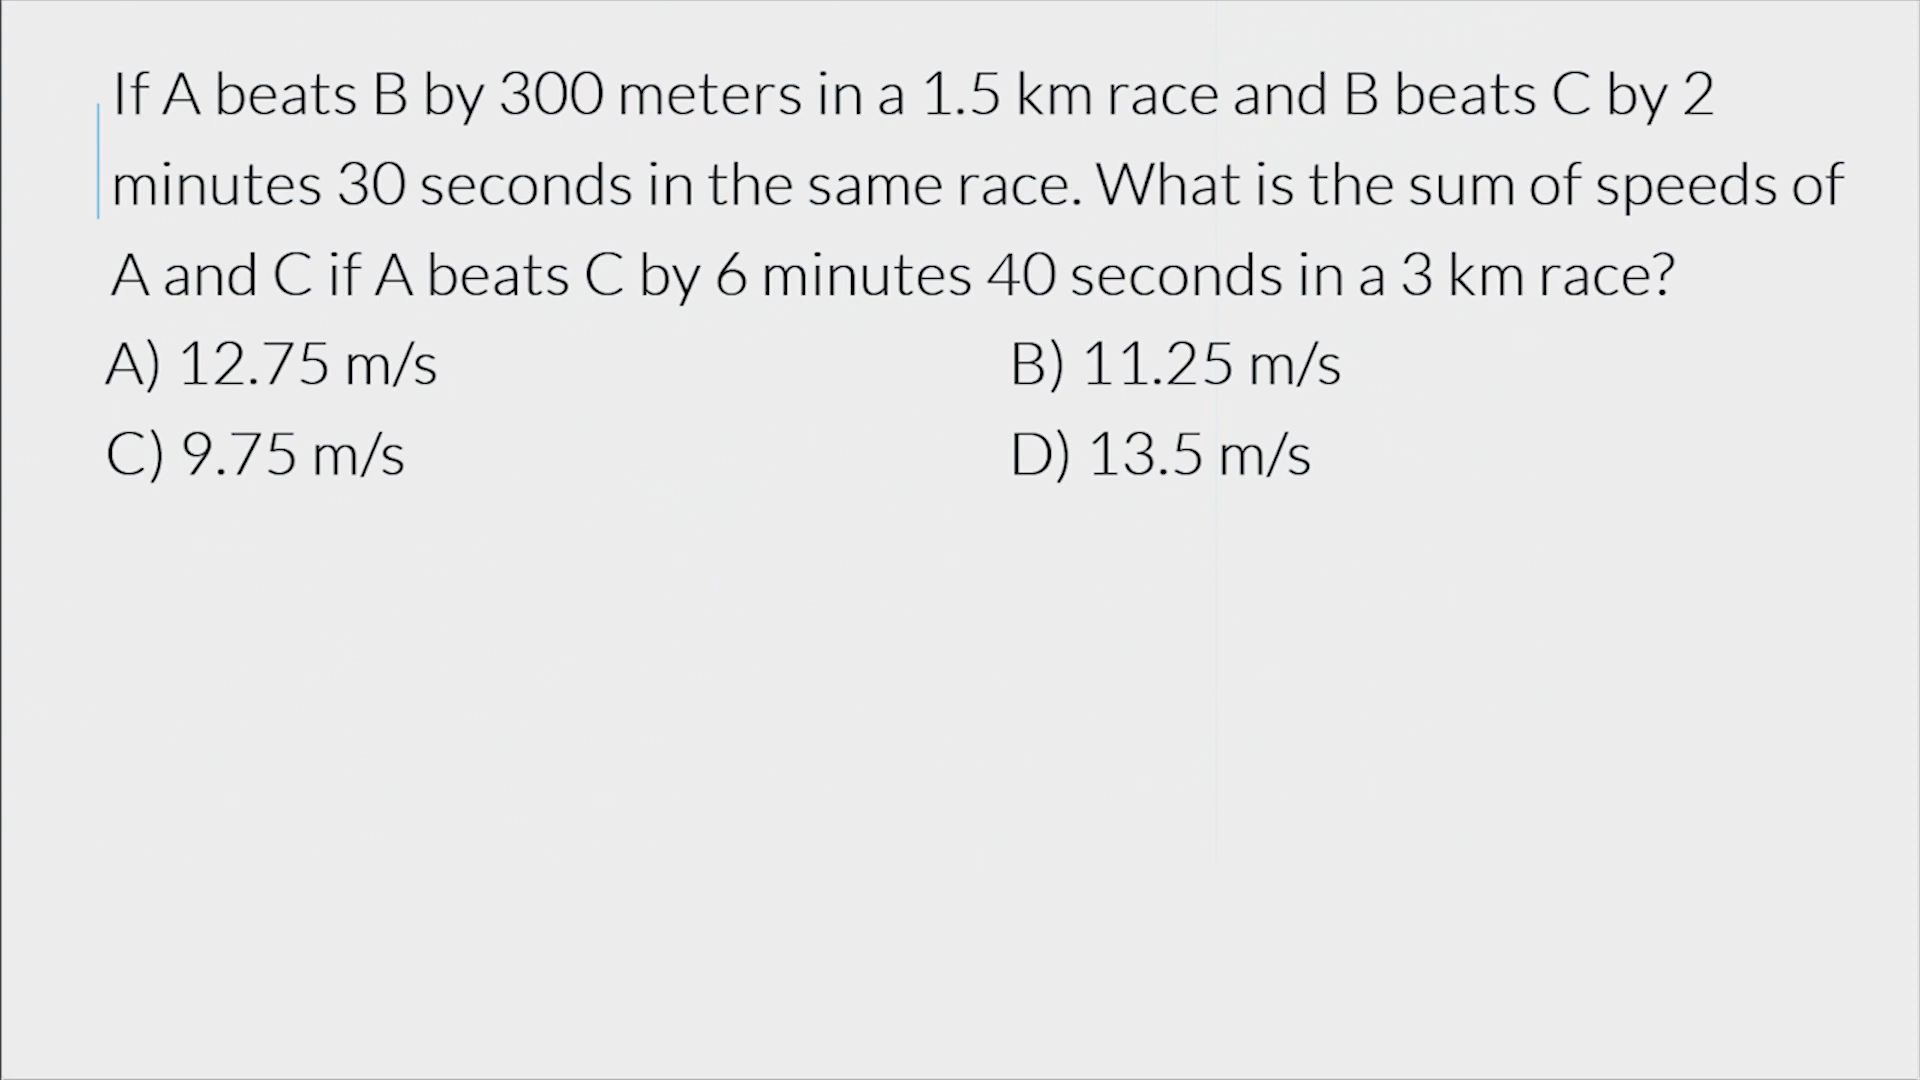 If A beats B by 300 meters in a 1.5 km race and B beats C by 2
minutes 30 seconds in the same race. What is the sum of speeds of
A and C if A beats C by 6 minutes 40 seconds in a 3 km race?
A) 12.75 m/s B) 11.25 m/s
C) 9.75 m/s D) 13.5 m/s